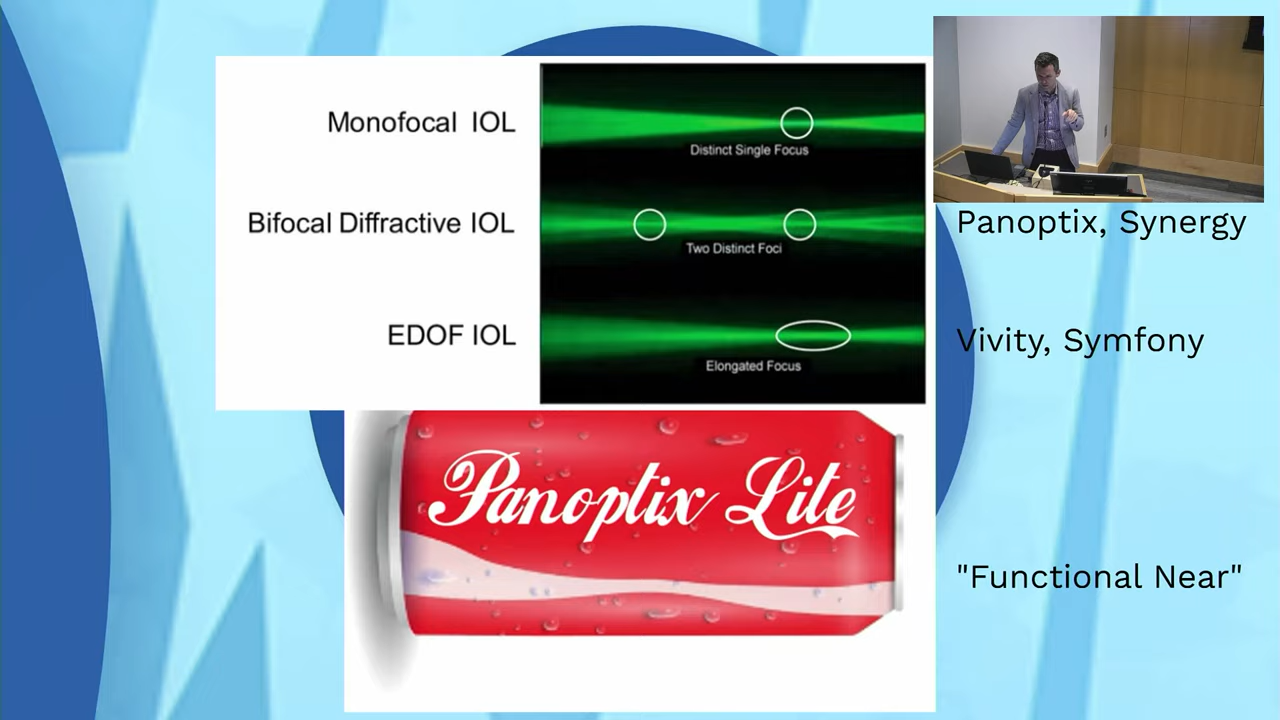 Monofocal IOL
Distinct Single Focus
Bifocal Diffractive IOL
Two Distinct Foci
Panoptix, Synergy
EDOF IOL
Elongated Focus
Vivity, Symfony
Panoptix Lite
"Functional Near"